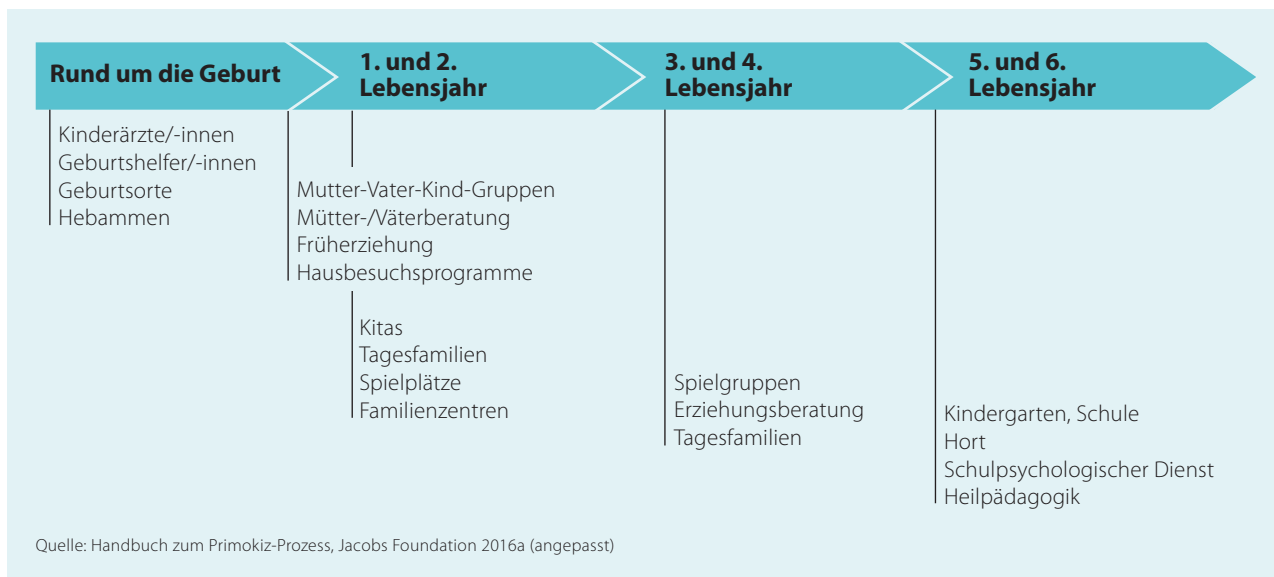 Rund um die Geburt
1. und 2.
Lebensjahr
3. und 4.
Lebensjahr
5. und 6.
Lebensjahr
Kinderärzte/-innen
Geburtshelfer/-innen
Geburtsorte
Hebammen
Mutter-Vater-Kind-Gruppen
Mütter-/Väterberatung
Früherziehung
Hausbesuchsprogramme
Kitas
Tagesfamilien
Spielplätze
Familienzentren
Spielgruppen
Erziehungsberatung
Tagesfamilien
Kindergarten, Schule
Hort
Schulpsychologischer Dienst
Heilpädagogik
Quelle: Handbuch zum Primokiz-Prozess, Jacobs Foundation 2016a (angepasst)